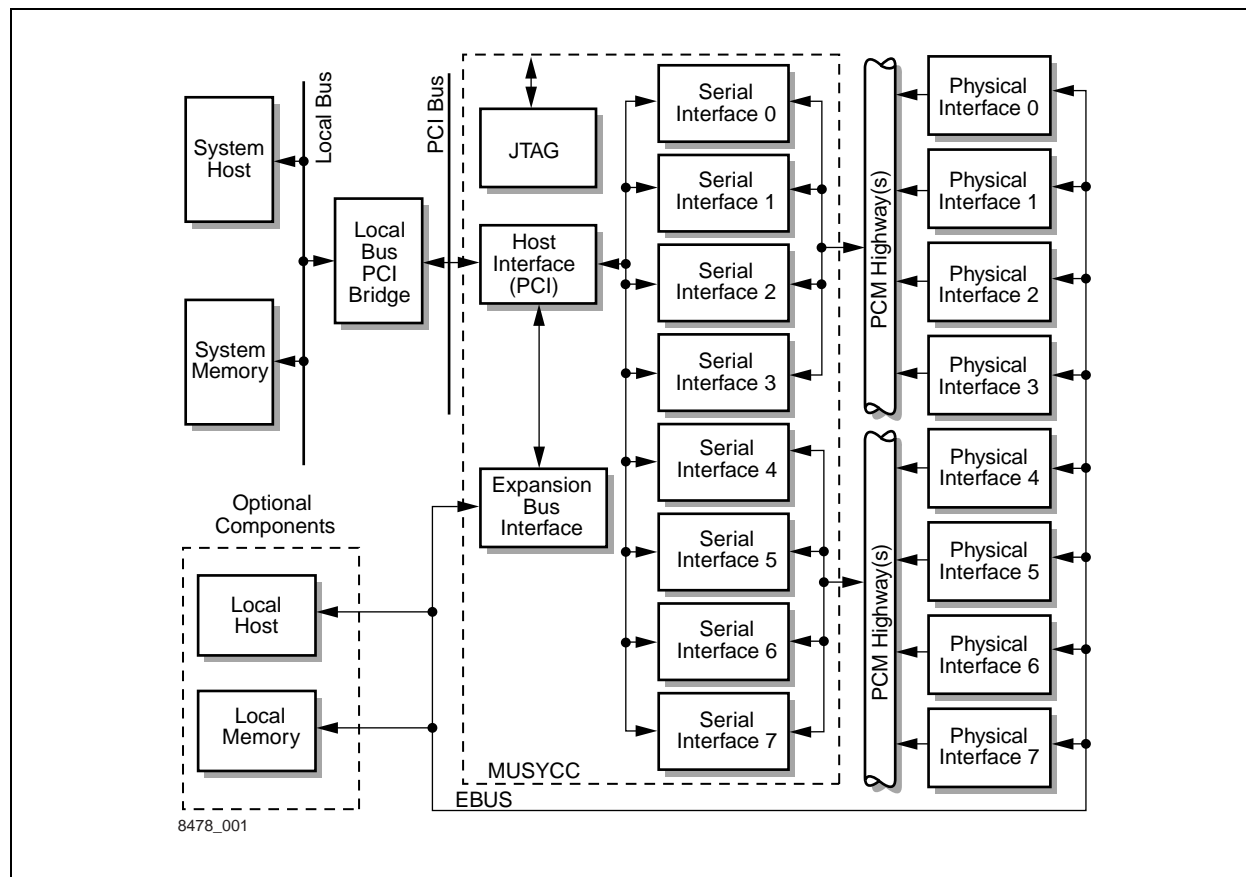 System
Host
System
Memory
Local Bus
Local
Bus
PCI
Bridge
PCI Bus
JTAG
Host
Interface
(PCI)
Expansion
Bus
Interface
Serial
Interface 0
Serial
Interface 1
Serial
Interface 2
Serial
Interface 3
Serial
Interface 4
Serial
Interface 5
Serial
Interface 6
Serial
Interface 7
PCM Highway(s)
PCM Highway(s)
Physical
Interface 0
Physical
Interface 1
Physical
Interface 2
Physical
Interface 3
Physical
Interface 4
Physical
Interface 5
Physical
Interface 6
Physical
Interface 7
Optional
Components
Local
Host
Local
Memory
MUSYCC
EBUS
8478_001